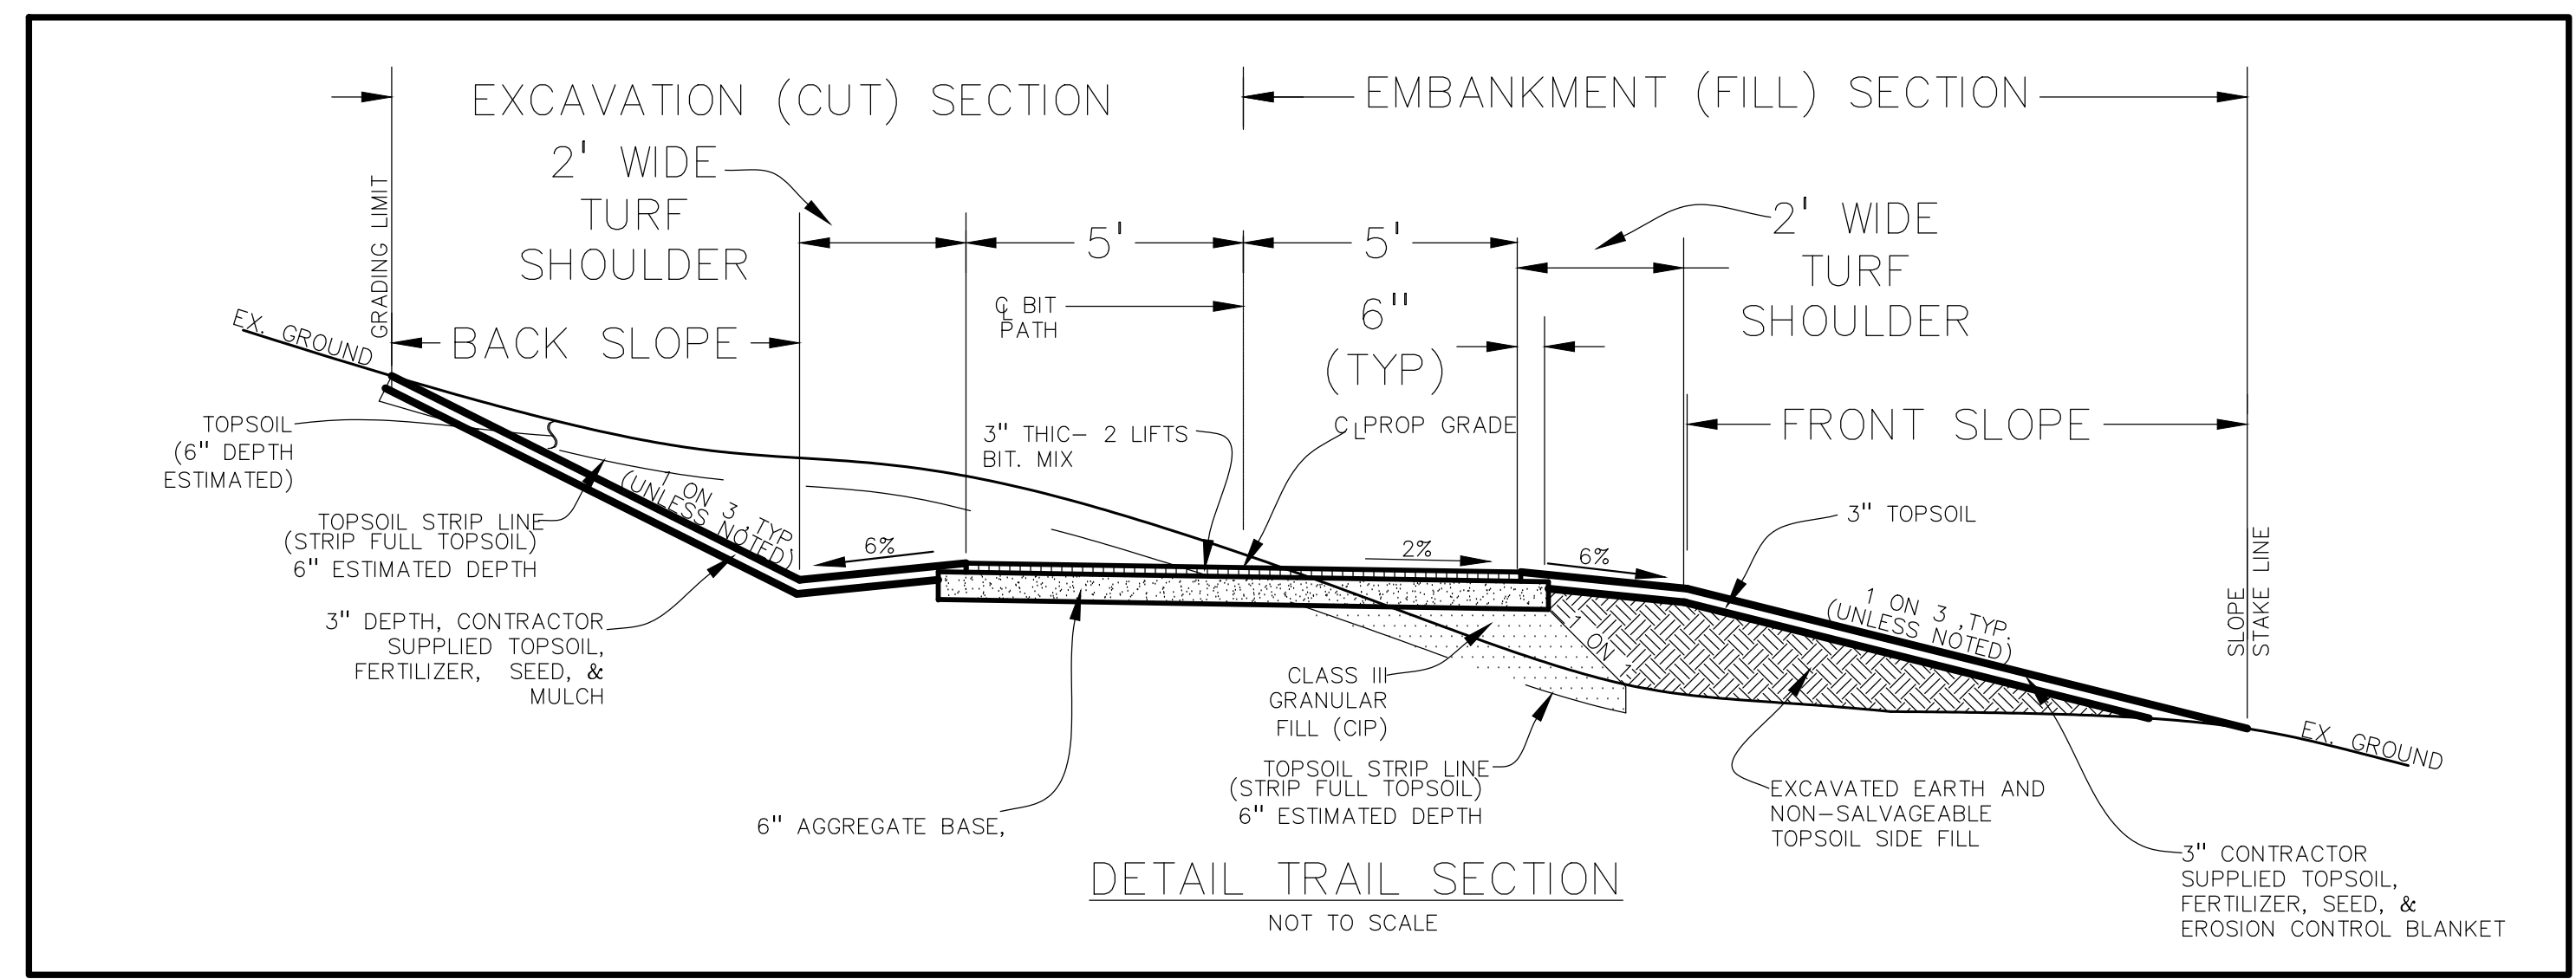 EXCAVATION (CUT) SECTION
EMBANKMENT (FILL) SECTION
2' WIDE
TURF
SHOULDER
5'
5'
2' WIDE
TURF
SHOULDER
GRADING LIMIT
℄ BIT
PATH
6"
(TYP)
EX. GROUND
BACK SLOPE
TOPSOIL
(6" DEPTH
ESTIMATED)
3" THIC- 2 LIFTS
BIT. MIX
℄ PROP GRADE
FRONT SLOPE
TOPSOIL STRIP LINE
(STRIP FULL TOPSOIL)
6" ESTIMATED DEPTH
1 ON 3 ,TYP.
(UNLESS NOTED)
6%
2%
6%
3" TOPSOIL
1 ON 3 ,TYP.
(UNLESS NOTED)
SLOPE
STAKE LINE
3" DEPTH, CONTRACTOR
SUPPLIED TOPSOIL,
FERTILIZER, SEED, &
MULCH
1 ON 1
CLASS III
GRANULAR
FILL (CIP)
EX. GROUND
TOPSOIL STRIP LINE
(STRIP FULL TOPSOIL)
6" ESTIMATED DEPTH
6" AGGREGATE BASE,
EXCAVATED EARTH AND
NON-SALVAGEABLE
TOPSOIL SIDE FILL
3" CONTRACTOR
SUPPLIED TOPSOIL,
FERTILIZER, SEED, &
EROSION CONTROL BLANKET
DETAIL TRAIL SECTION
NOT TO SCALE